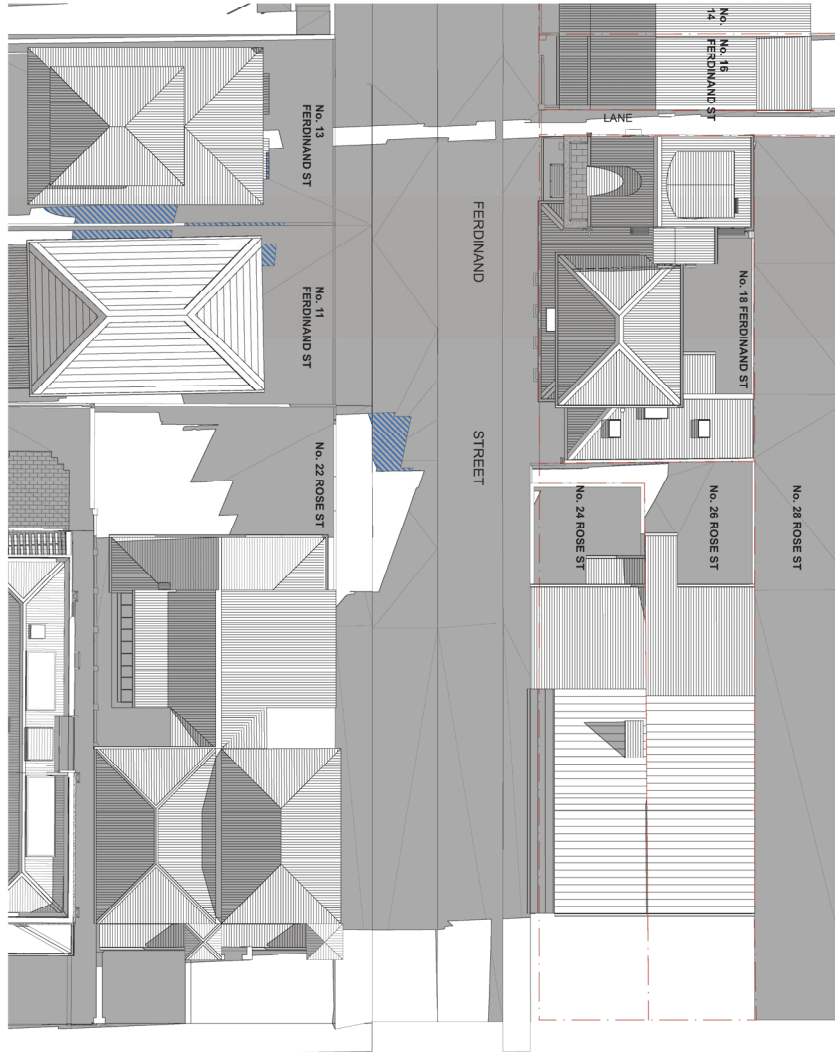 No.
14
No. 16
FERDINAND ST
LANE
No. 13
FERDINAND ST
FERDINAND
No. 18 FERDINAND ST
No. 11
FERDINAND ST
STREET
No. 22 ROSE ST
No. 24 ROSE ST
No. 26 ROSE ST
No. 28 ROSE ST